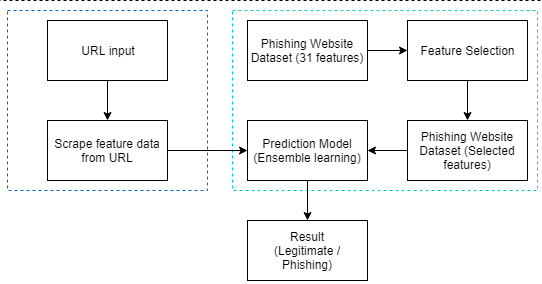 URL input
Phishing Website
Dataset (31 features)
Feature Selection
Scrape feature data
from URL
Prediction Model
(Ensemble learning)
Phishing Website
Dataset (Selected
features)
Result
(Legitimate /
Phishing)